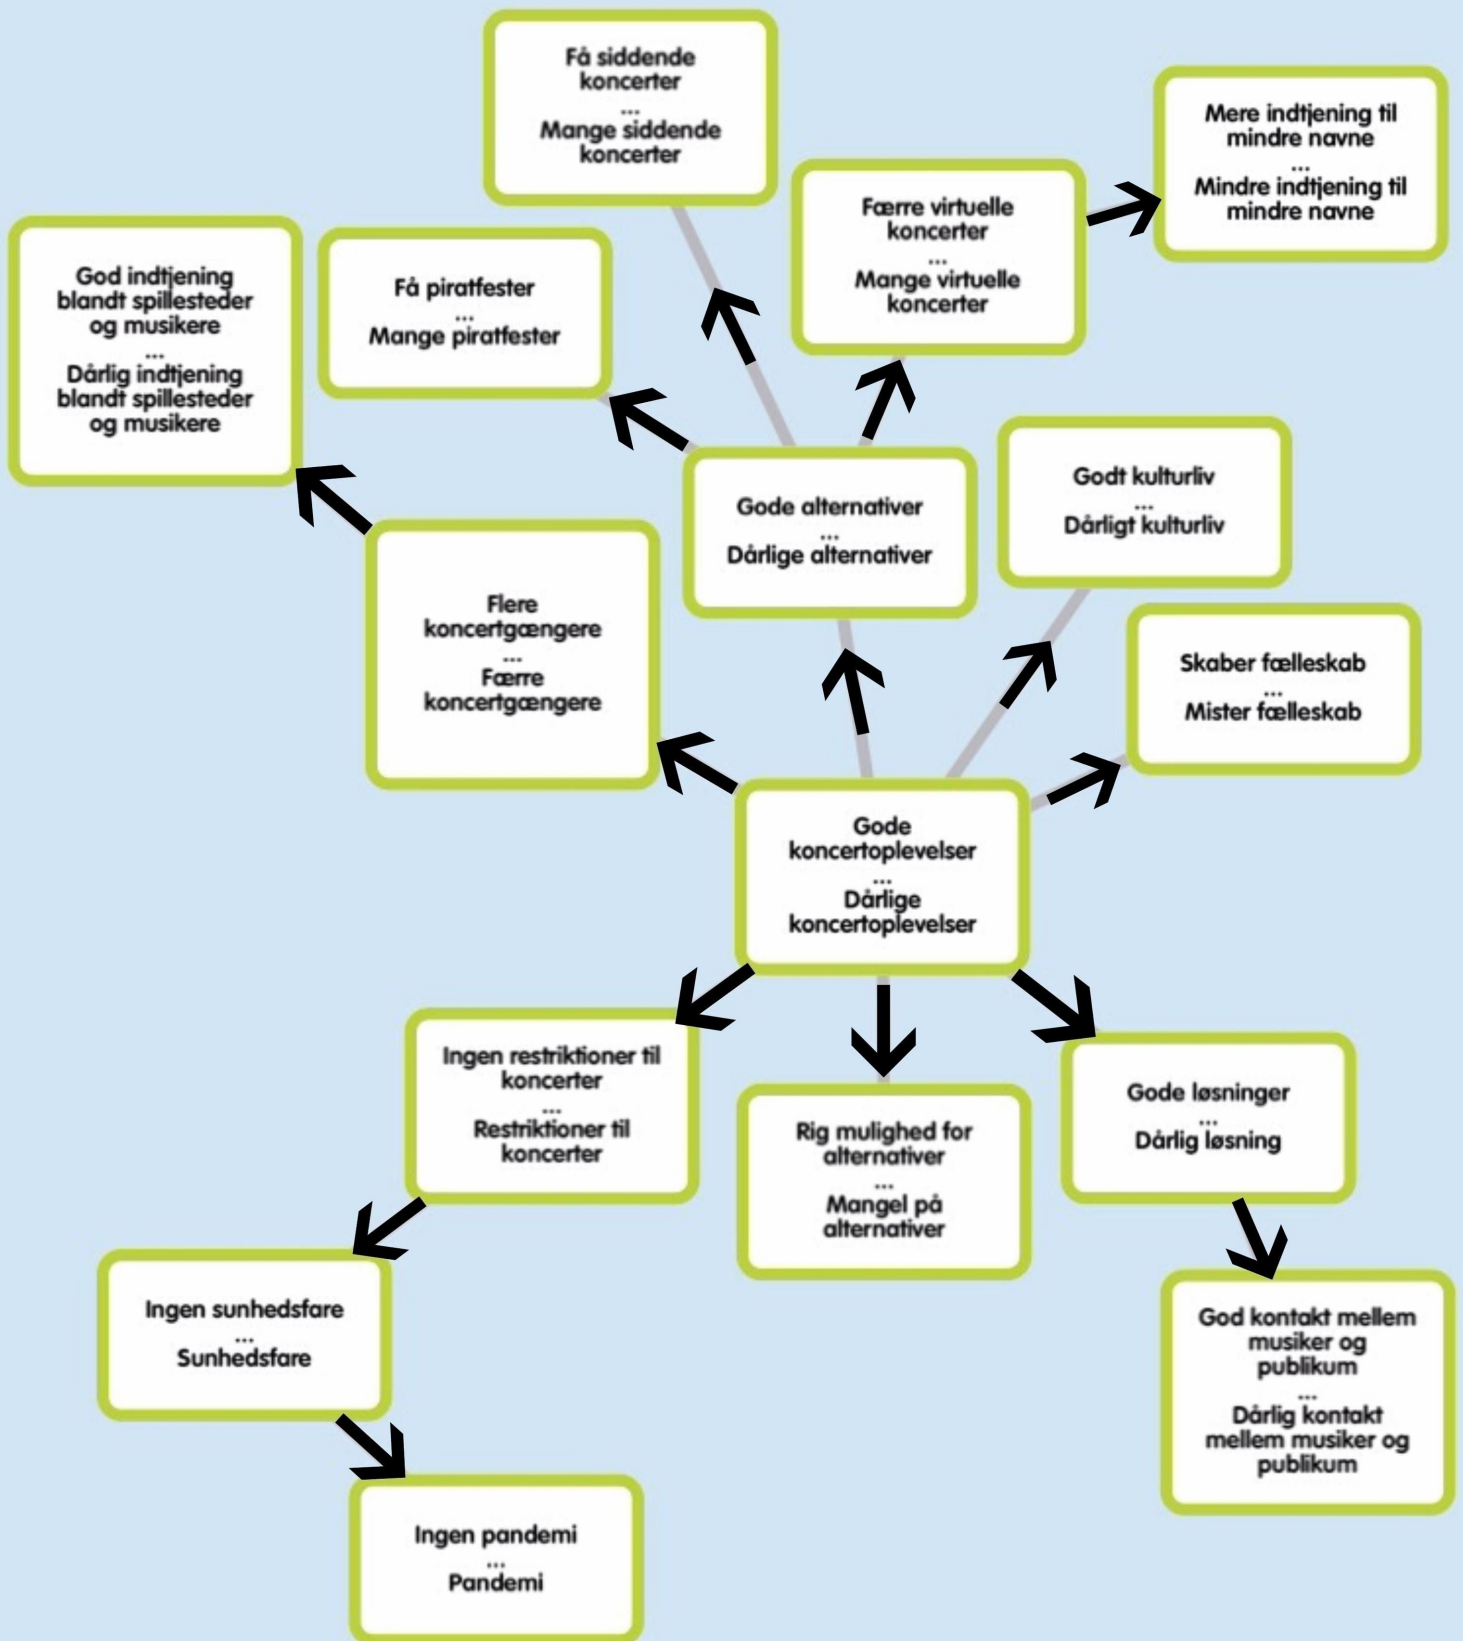 Få siddende
koncerter
...
Mange siddende
koncerter
Mere indtjening til
mindre navne
...
Mindre indtjening til
mindre navne
Færre virtuelle
koncerter
...
Mange virtuelle
koncerter
God indtjening
blandt spillesteder
og musikere
...
Dårlig indtjening
blandt spillesteder
og musikere
Få piratfester
...
Mange piratfester
Gode alternativer
...
Dårlige alternativer
Godt kulturliv
...
Dårligt kulturliv
Flere
koncertgængere
...
Færre
koncertgængere
Skaber fælleskab
...
Mister fælleskab
Gode
koncertoplevelser
...
Dårlige
koncertoplevelser
Ingen restriktioner til
koncerter
...
Restriktioner til
koncerter
Rig mulighed for
alternativer
...
Mangel på
alternativer
Gode løsninger
...
Dårlig løsning
Ingen sunhedsfare
...
Sunhedsfare
God kontakt mellem
musiker og
publikum
...
Dårlig kontakt
mellem musiker og
publikum
Ingen pandemi
...
Pandemi